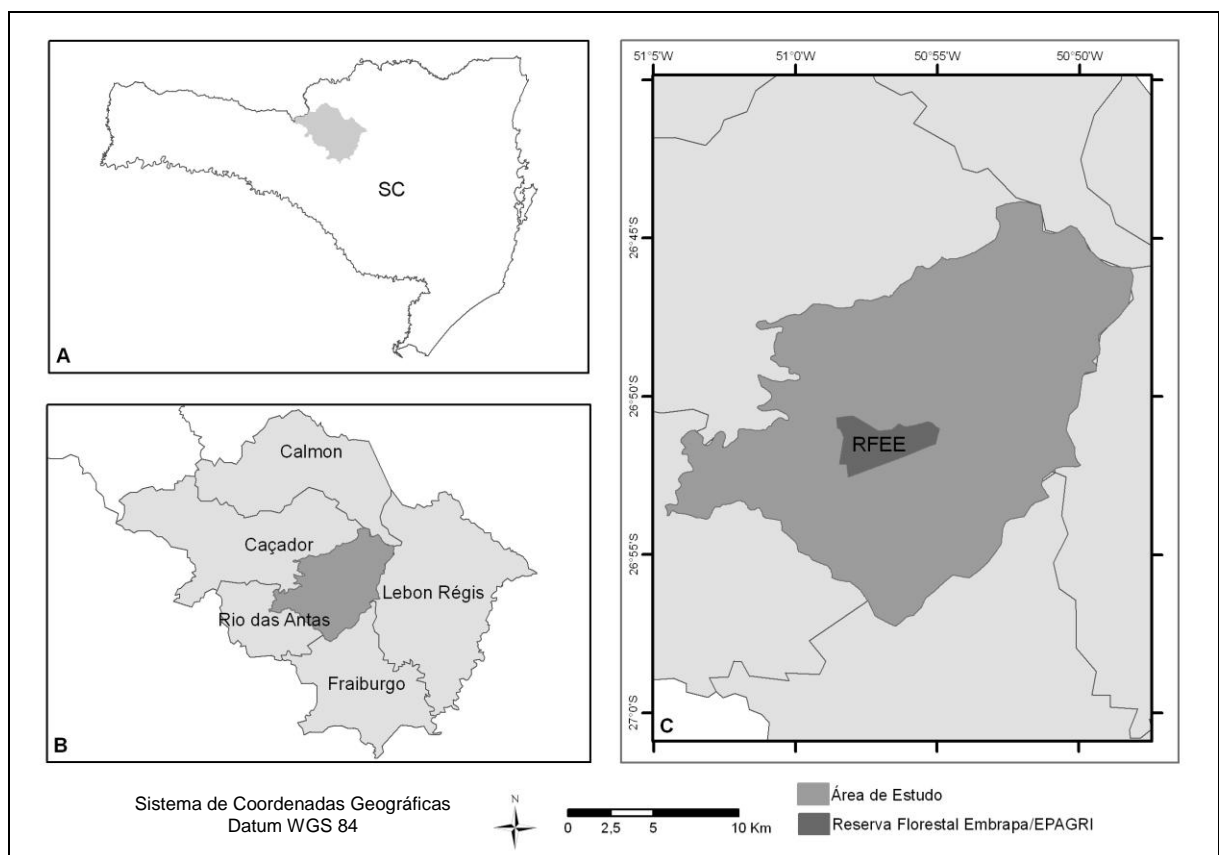 SC
A
Calmon
Caçador
Lebon Régis
Rio das Antas
Fraiburgo
B
51°5'W 51°0'W 50°55'W 50°50'W
26°45'S
26°50'S
RFEE
26°55'S
27°0'S
C
Sistema de Coordenadas Geográficas
Datum WGS 84
N
0 2,5 5 10 Km
Área de Estudo
Reserva Florestal Embrapa/EPAGRI